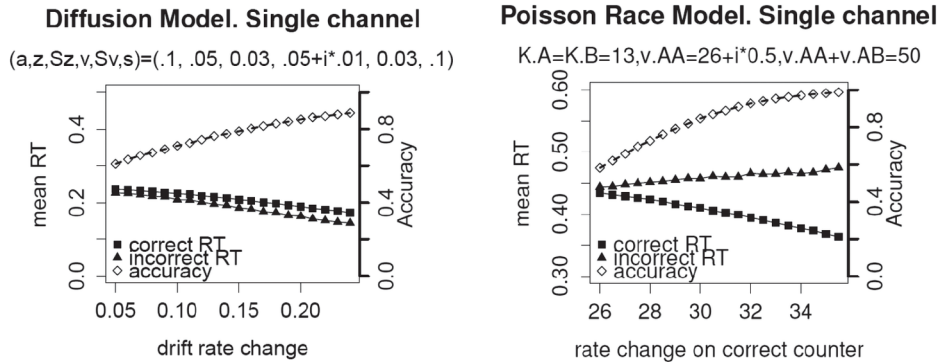 Diffusion Model. Single channel
(a,z,Sz,v,Sv,s)=(.1, .05, 0.03, .05+i*.01, 0.03, .1)
mean RT
0.4
0.2
0.0
0.8
0.4
0.0
Accuracy
correct RT
incorrect RT
accuracy
0.05 0.10 0.15 0.20
drift rate change
Poisson Race Model. Single channel
K.A=K.B=13,v.AA=26+i*0.5,v.AA+v.AB=50
mean RT
0.60
0.50
0.40
0.30
0.8
0.4
0.0
Accuracy
correct RT
incorrect RT
accuracy
26 28 30 32 34
rate change on correct counter